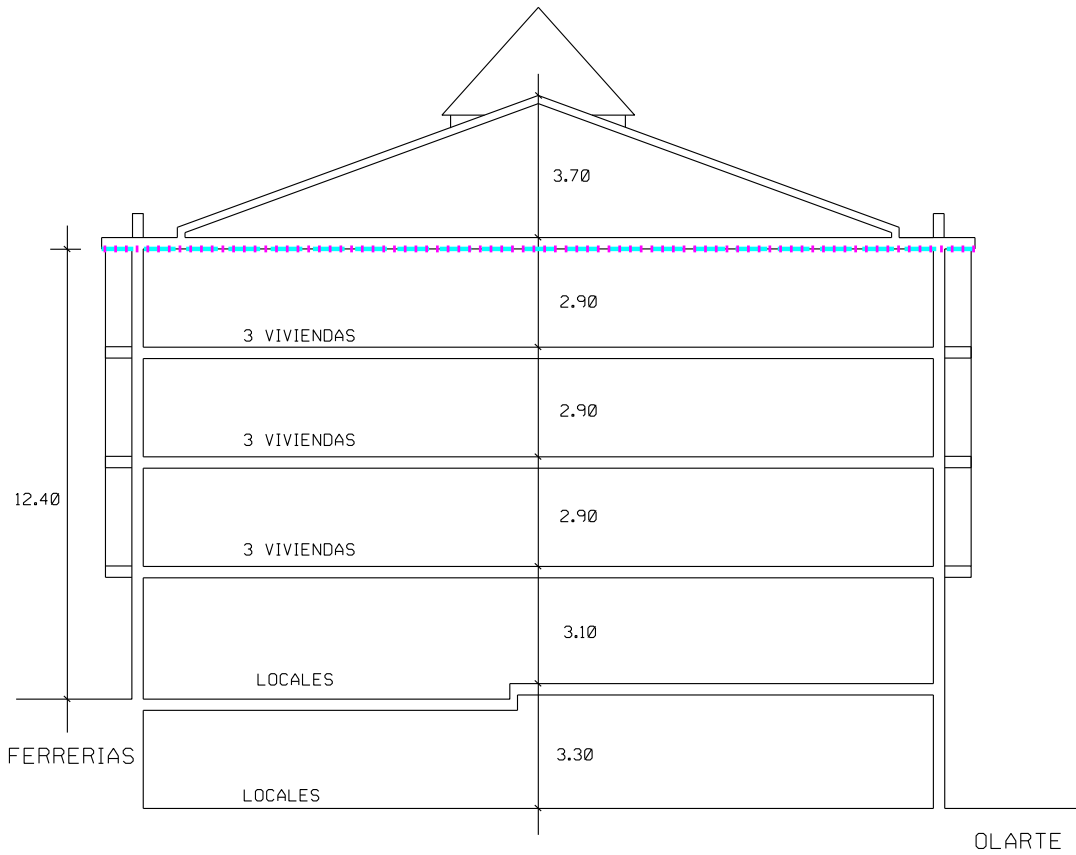 3.70
2.90
3 VIVIENDAS
2.90
3 VIVIENDAS
12.40
2.90
3 VIVIENDAS
3.10
LOCALES
FERRERIAS
3.30
LOCALES
OLARTE